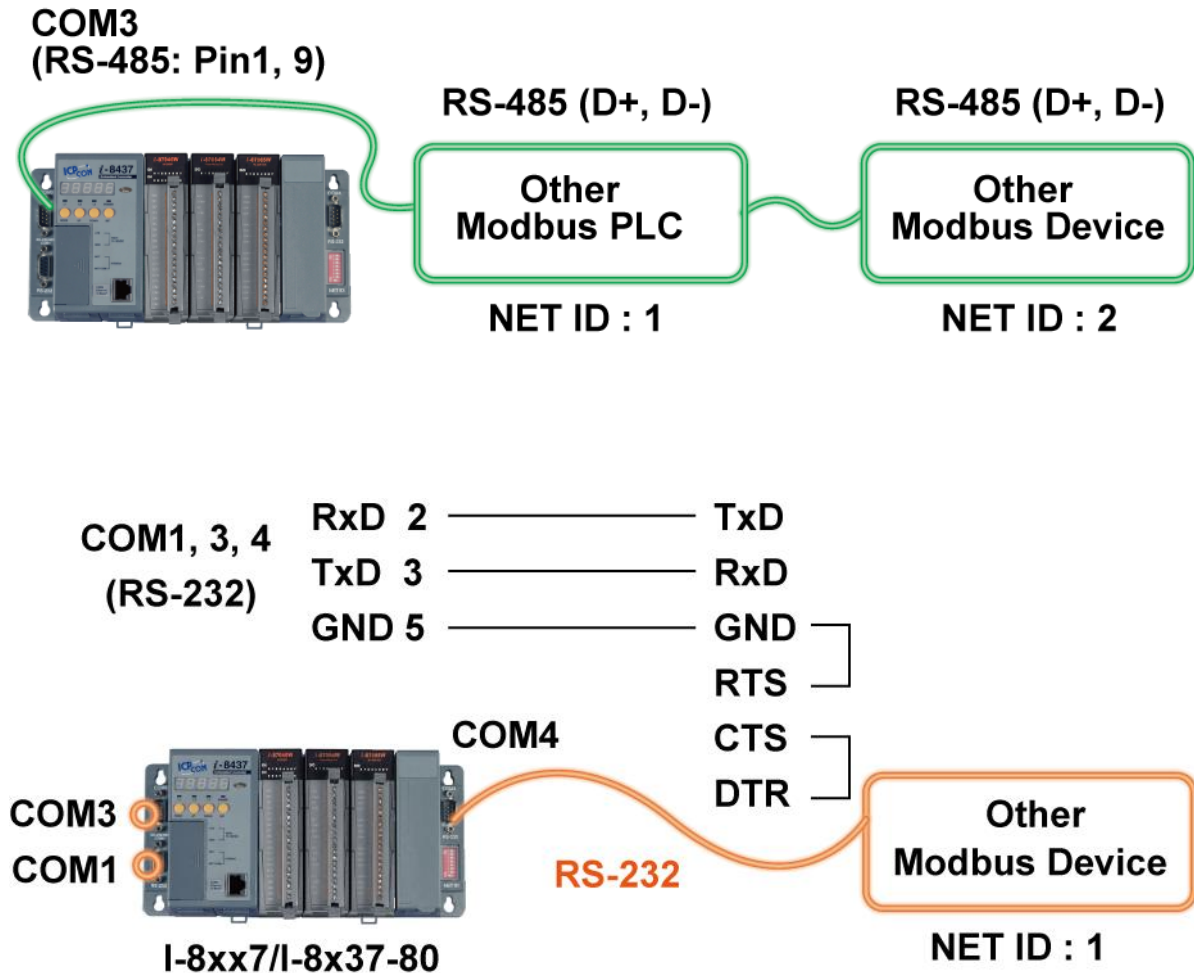 COM3
(RS-485: Pin1, 9)
RS-485 (D+, D-)
RS-485 (D+, D-)
i-8437
Other
Modbus PLC
Other
Modbus Device
NET ID : 1
NET ID : 2
COM1, 3, 4
(RS-232)
RxD 2
TxD
TxD 3
RxD
GND 5
GND
RTS
CTS
DTR
COM4
i-8437
COM3
COM1
RS-232
Other
Modbus Device
I-8xx7/I-8x37-80
NET ID : 1